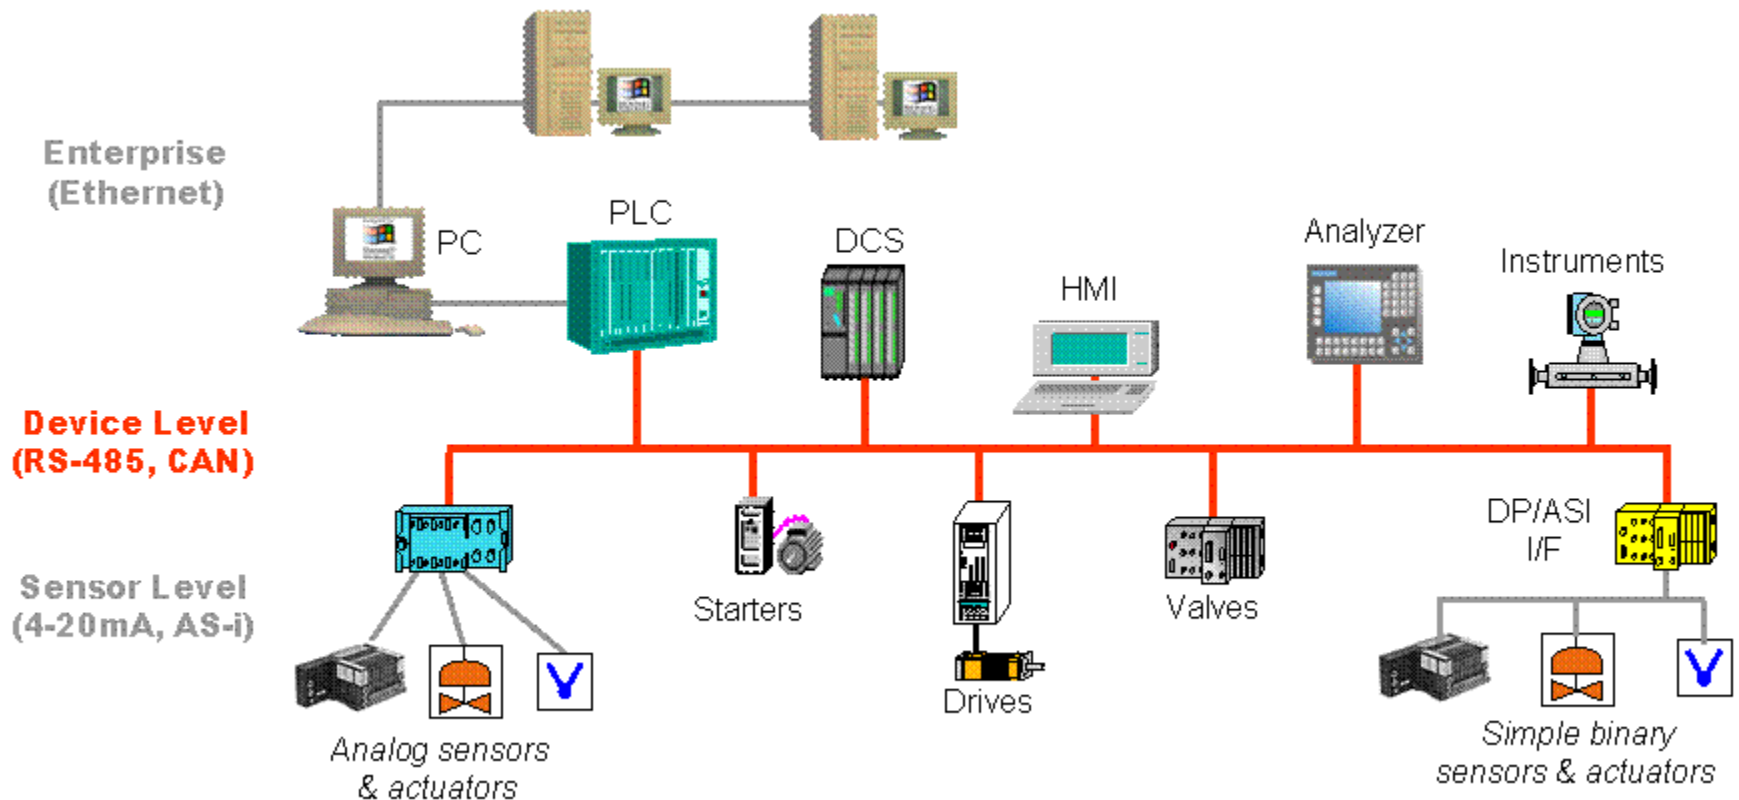 Enterprise
(Ethernet)
PC
PLC
DCS
HMI
Analyzer
Instruments
Device Level
(RS-485, CAN)
DP/ASI
I/F
Sensor Level
(4-20mA, AS-i)
Starters
Valves
Drives
Analog sensors
& actuators
Simple binary
sensors & actuators